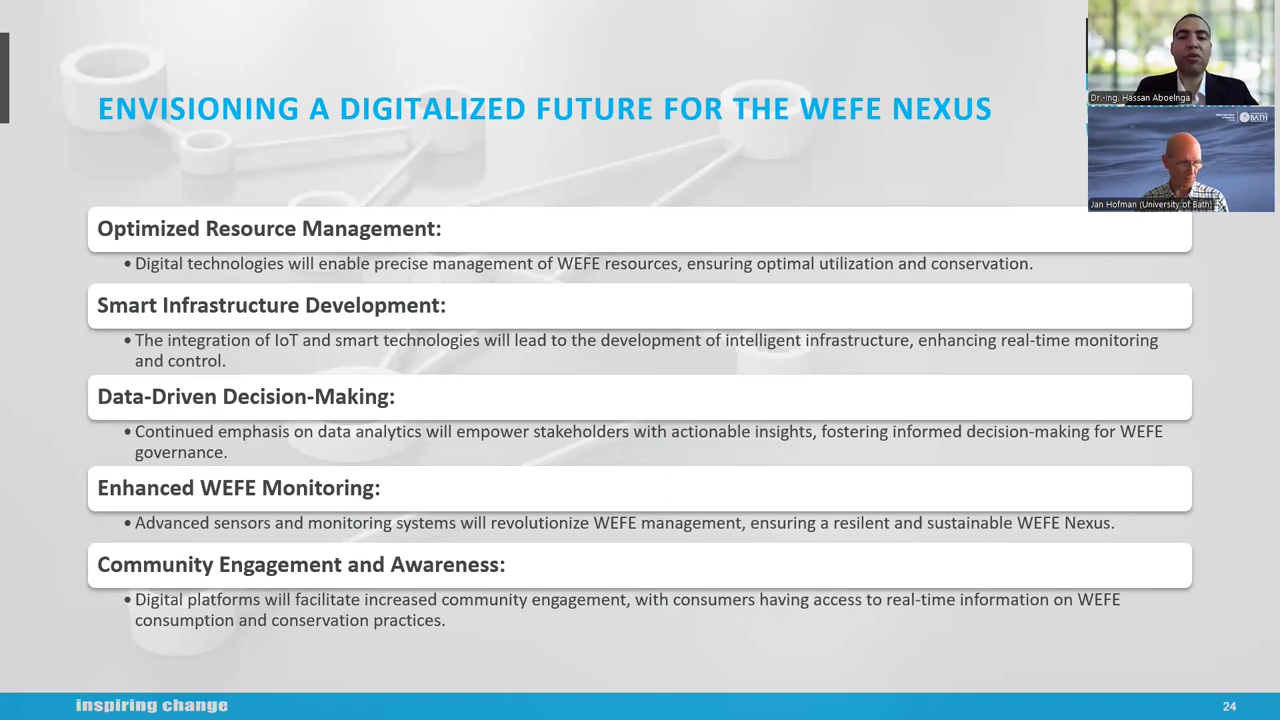 ENVISIONING A DIGITALIZED FUTURE FOR THE WEFE NEXUS
Dr.-Ing. Hassan Aboelnga
BATH
Jan Hofman (University of Bath)
Optimized Resource Management:
• Digital technologies will enable precise management of WEFE resources, ensuring optimal utilization and conservation.
Smart Infrastructure Development:
• The integration of IoT and smart technologies will lead to the development of intelligent infrastructure, enhancing real-time monitoring
and control.
Data-Driven Decision-Making:
• Continued emphasis on data analytics will empower stakeholders with actionable insights, fostering informed decision-making for WEFE
governance.
Enhanced WEFE Monitoring:
• Advanced sensors and monitoring systems will revolutionize WEFE management, ensuring a resilent and sustainable WEFE Nexus.
Community Engagement and Awareness:
• Digital platforms will facilitate increased community engagement, with consumers having access to real-time information on WEFE
consumption and conservation practices.
inspiring change
24